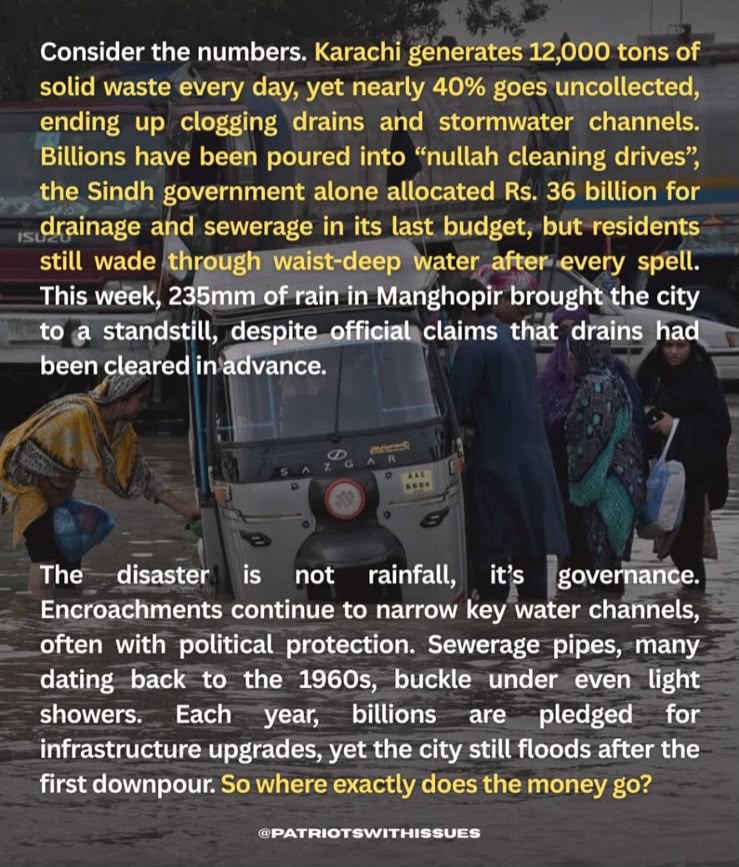 Consider the numbers. Karachi generates 12,000 tons of
solid waste every day, yet nearly 40% goes uncollected,
ending up clogging drains and stormwater channels.
Billions have been poured into “nullah cleaning drives”,
the Sindh government alone allocated Rs. 36 billion for
drainage and sewerage in its last budget, but residents
ISUZU
still wade through waist-deep water after every spell.
This week, 235mm of rain in Manghopir brought the city
to a standstill, despite official claims that drains had
been cleared in advance.
SAZGAR
The disaster is not rainfall, it’s governance.
Encroachments continue to narrow key water channels,
often with political protection. Sewerage pipes, many
dating back to the 1960s, buckle under even light
showers. Each year, billions are pledged for
infrastructure upgrades, yet the city still floods after the
first downpour. So where exactly does the money go?
@PATRIOTSWITHISSUES